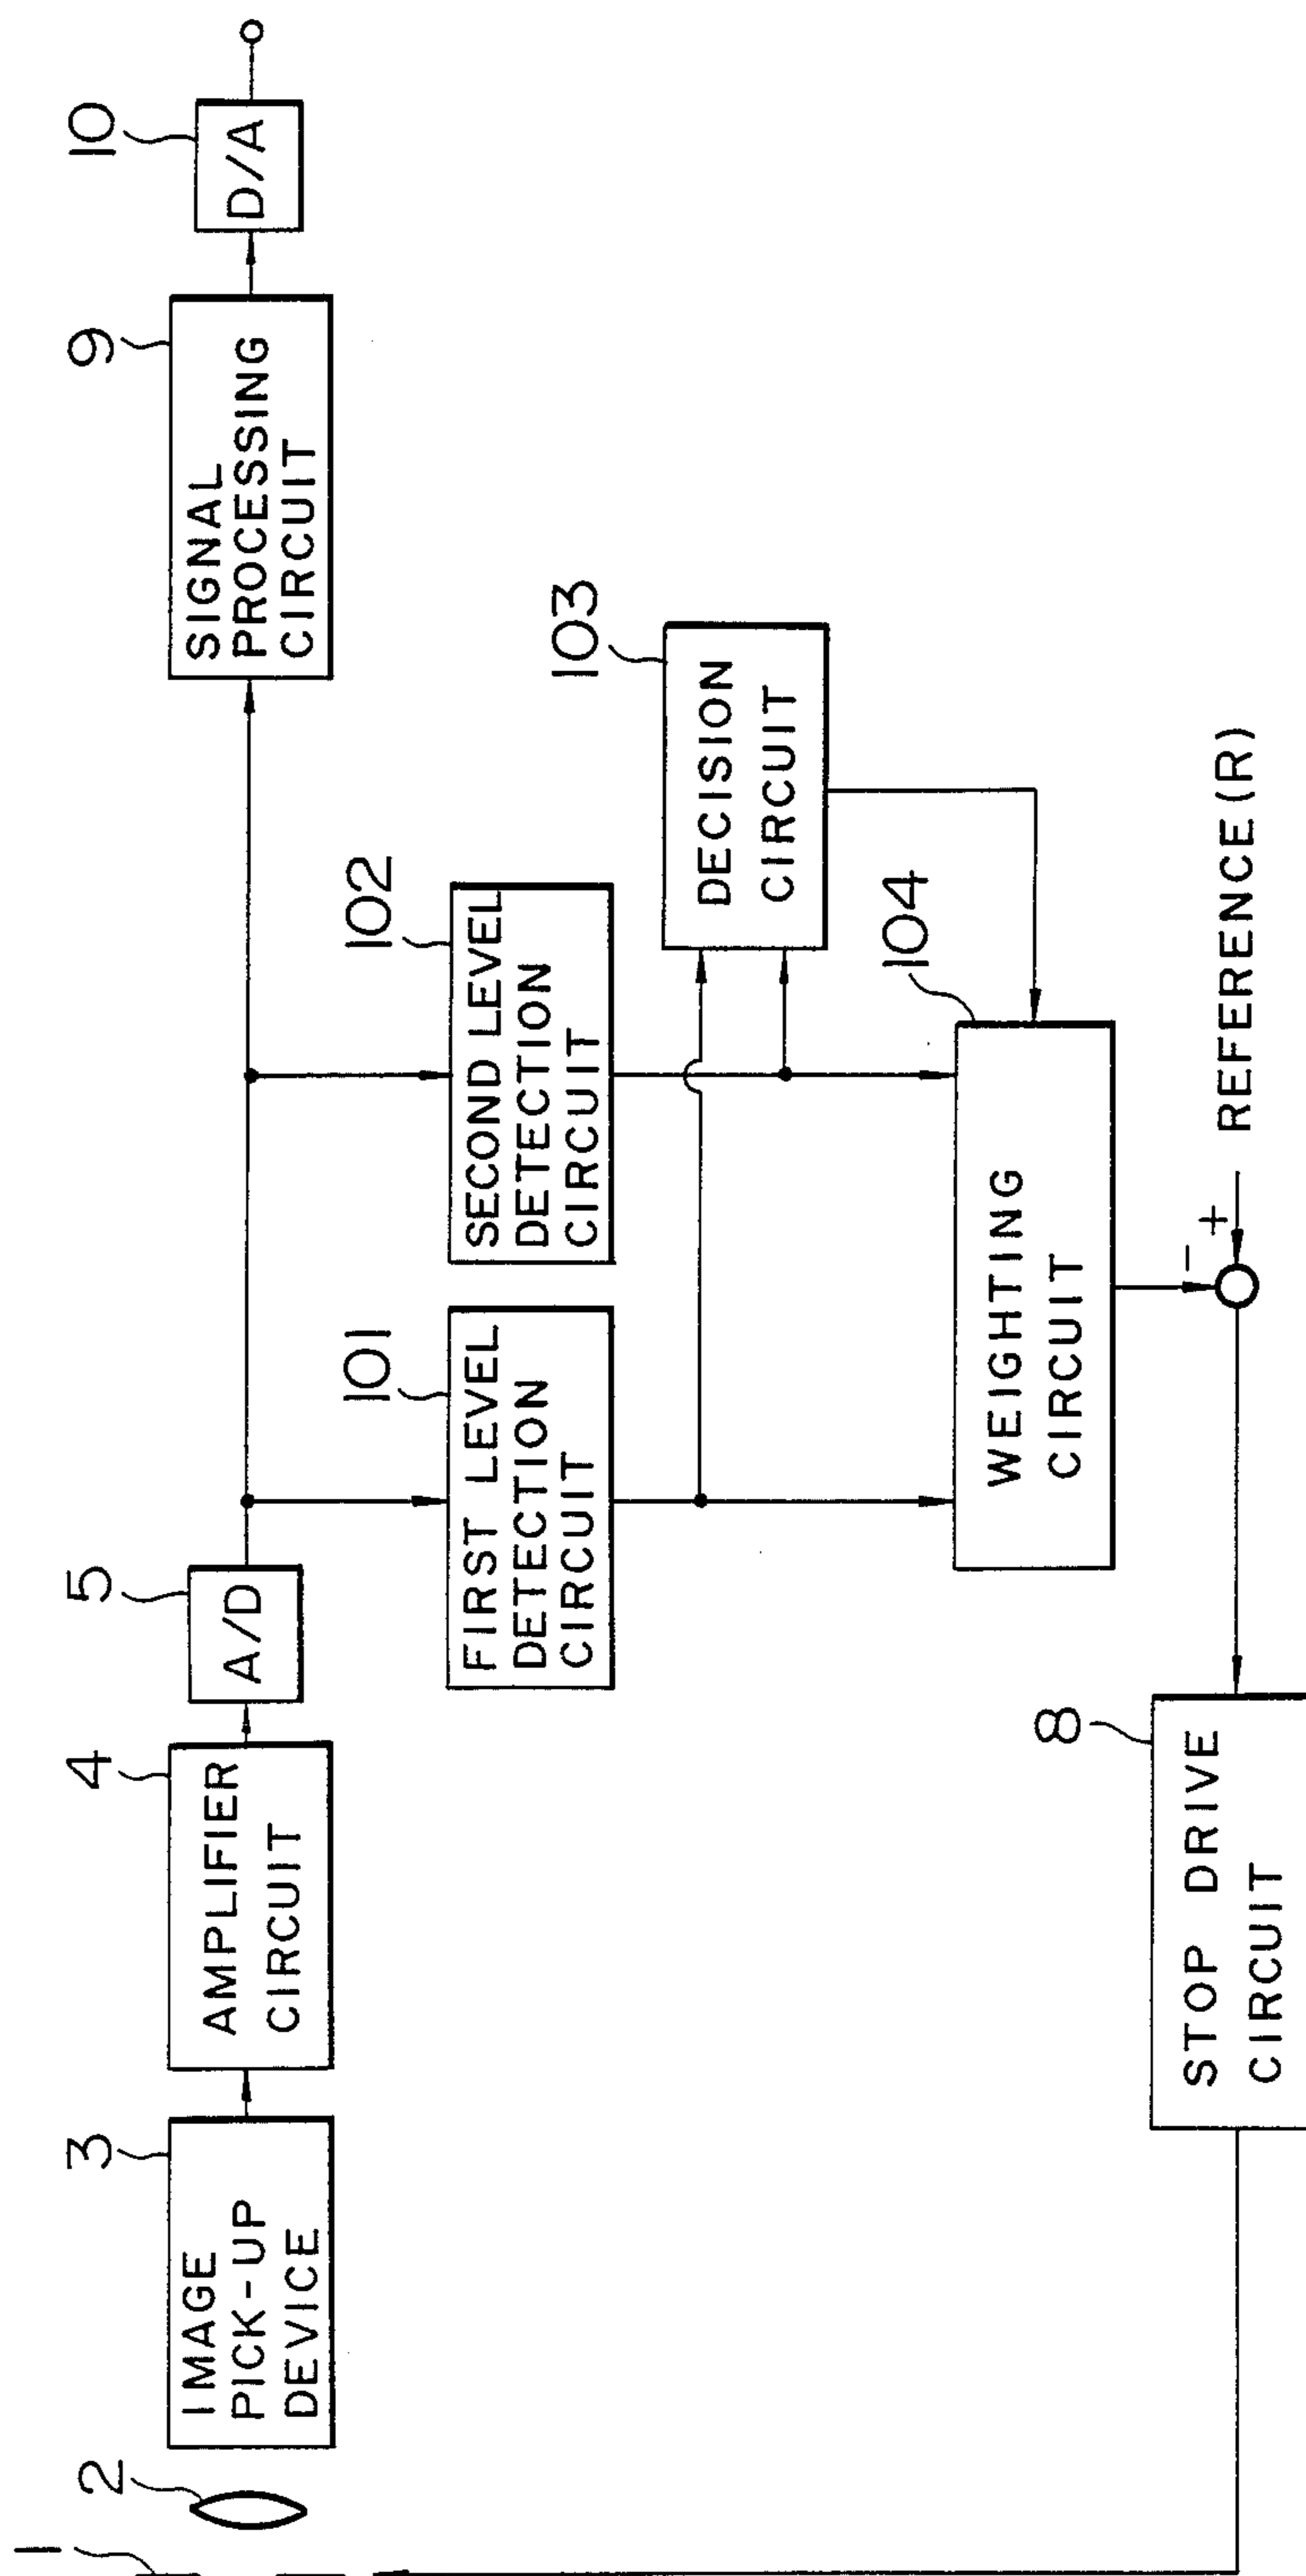 1
2
3
IMAGE
PICK-UP
DEVICE
4
AMPLIFIER
CIRCUIT
5
A/D
9
SIGNAL
PROCESSING
CIRCUIT
10
D/A
101
FIRST LEVEL
DETECTION
CIRCUIT
102
SECOND LEVEL
DETECTION
CIRCUIT
103
DECISION
CIRCUIT
104
WEIGHTING
CIRCUIT
-
+
REFERENCE (R)
8
STOP DRIVE
CIRCUIT